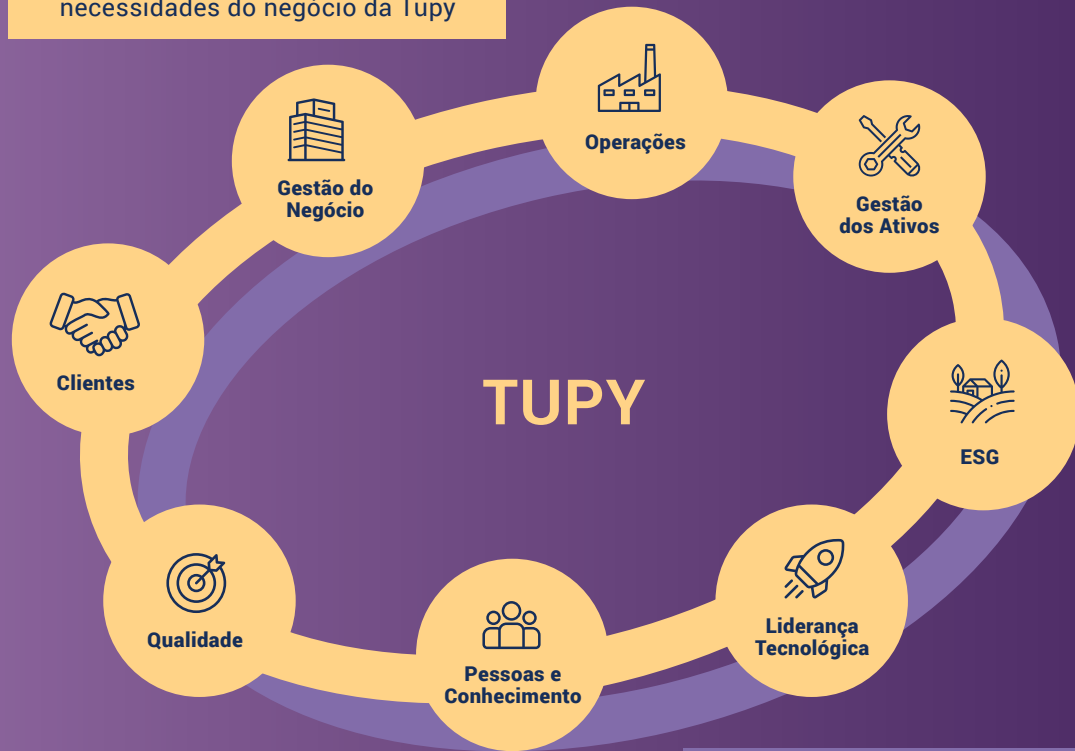 necessidades do negócio da Tupy
Operações
Gestão do
Negócio
Gestão
dos Ativos
Clientes
TUPY
ESG
Qualidade
Liderança
Tecnológica
Pessoas e
Conhecimento